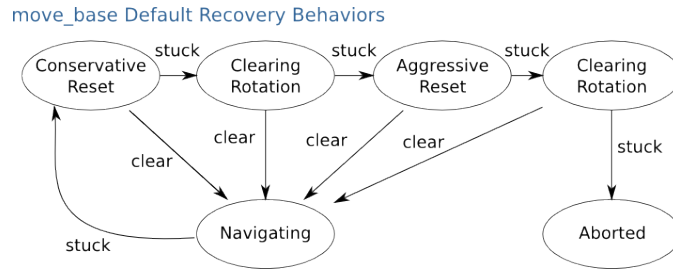 move_base Default Recovery Behaviors
stuck
stuck
stuck
Conservative
Reset
Clearing
Rotation
Aggressive
Reset
Clearing
Rotation
clear
clear
clear
clear
stuck
Navigating
Aborted
stuck